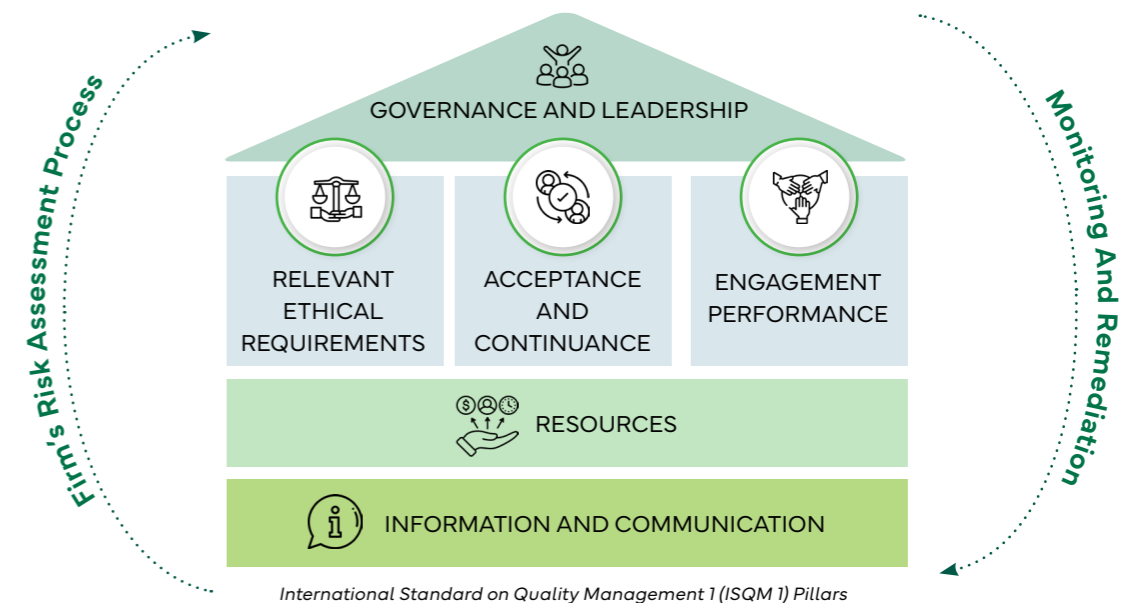 GOVERNANCE AND LEADERSHIP
Firm's Risk Assessment Process
Monitoring And Remediation
RELEVANT
ETHICAL
REQUIREMENTS
ACCEPTANCE
AND
CONTINUANCE
ENGAGEMENT
PERFORMANCE
$
RESOURCES
i
INFORMATION AND COMMUNICATION
International Standard on Quality Management 1 (ISQM 1) Pillars